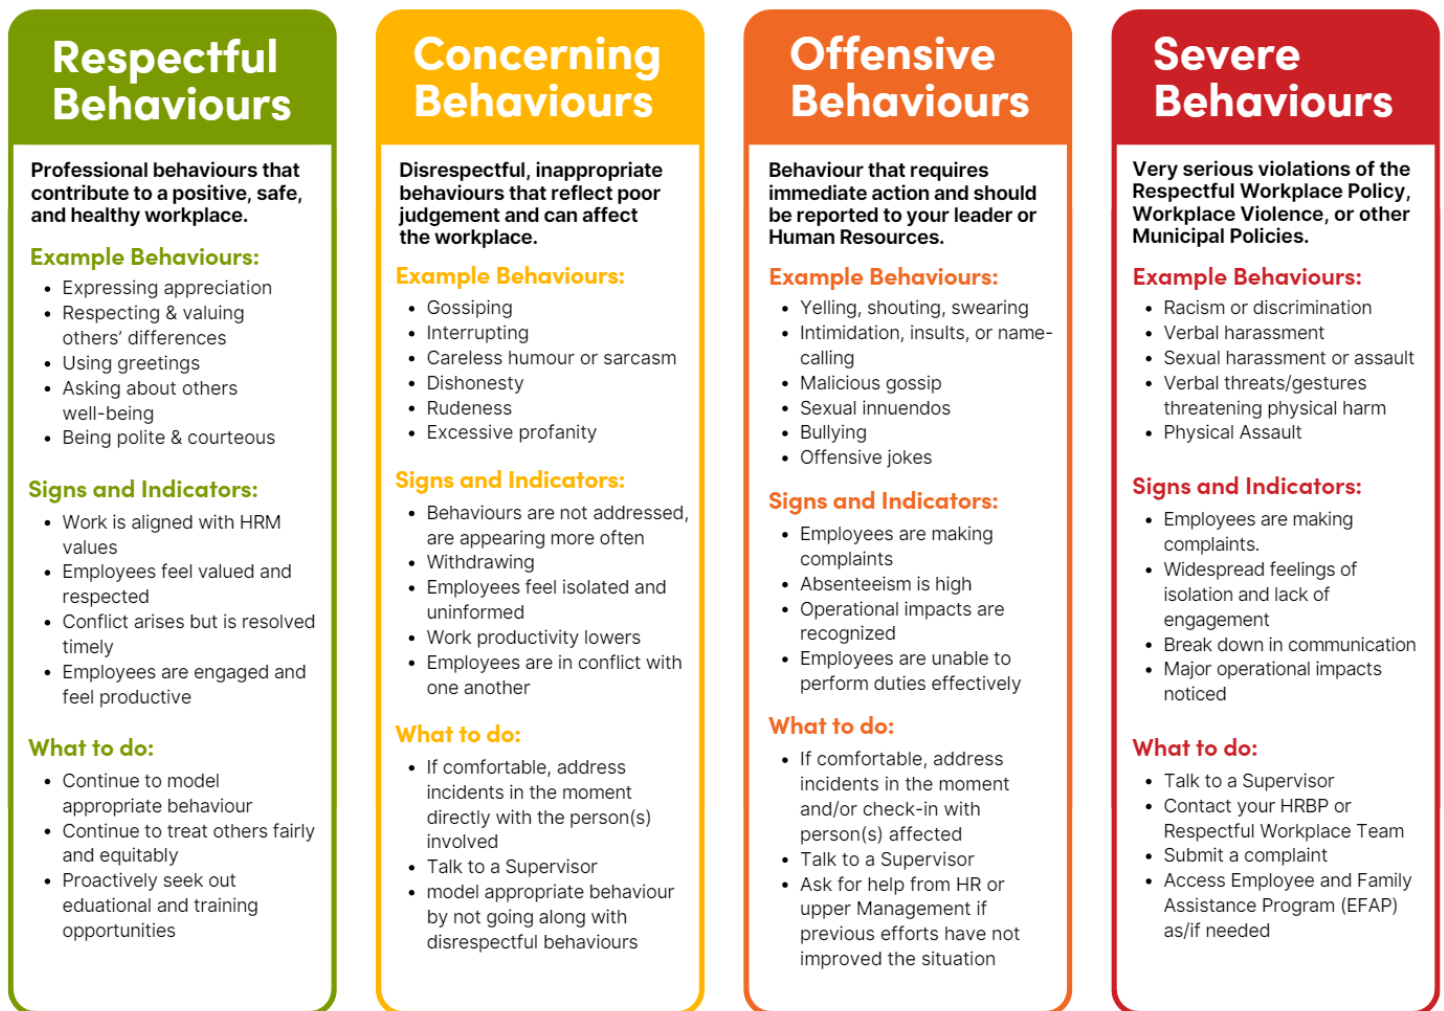 Respectful
Behaviours
Professional behaviours that
contribute to a positive, safe,
and healthy workplace.
Example Behaviours:
• Expressing appreciation
• Respecting & valuing
others' differences
• Using greetings
• Asking about others
well-being
• Being polite & courteous
Signs and Indicators:
• Work is aligned with HRM
values
• Employees feel valued and
respected
• Conflict arises but is resolved
timely
• Employees are engaged and
feel productive
What to do:
• Continue to model
appropriate behaviour
• Continue to treat others fairly
and equitably
• Proactively seek out
eduational and training
opportunities
Concerning
Behaviours
Disrespectful, inappropriate
behaviours that reflect poor
judgement and can affect
the workplace.
Example Behaviours:
• Gossiping
• Interrupting
• Careless humour or sarcasm
• Dishonesty
• Rudeness
• Excessive profanity
Signs and Indicators:
• Behaviours are not addressed,
are appearing more often
• Withdrawing
• Employees feel isolated and
uninformed
• Work productivity lowers
• Employees are in conflict with
one another
What to do:
• If comfortable, address
incidents in the moment
directly with the person(s)
involved
• Talk to a Supervisor
• model appropriate behaviour
by not going along with
disrespectful behaviours
Offensive
Behaviours
Behaviour that requires
immediate action and should
be reported to your leader or
Human Resources.
Example Behaviours:
• Yelling, shouting, swearing
• Intimidation, insults, or name-
calling
• Malicious gossip
• Sexual innuendos
• Bullying
• Offensive jokes
Signs and Indicators:
• Employees are making
complaints
• Absenteeism is high
• Operational impacts are
recognized
• Employees are unable to
perform duties effectively
What to do:
• If comfortable, address
incidents in the moment
and/or check-in with
person(s) affected
• Talk to a Supervisor
• Ask for help from HR or
upper Management if
previous efforts have not
improved the situation
Severe
Behaviours
Very serious violations of the
Respectful Workplace Policy,
Workplace Violence, or other
Municipal Policies.
Example Behaviours:
• Racism or discrimination
• Verbal harassment
• Sexual harassment or assault
• Verbal threats/gestures
threatening physical harm
• Physical Assault
Signs and Indicators:
• Employees are making
complaints.
• Widespread feelings of
isolation and lack of
engagement
• Break down in communication
• Major operational impacts
noticed
What to do:
• Talk to a Supervisor
• Contact your HRBP or
Respectful Workplace Team
• Submit a complaint
• Access Employee and Family
Assistance Program (EFAP)
as/if needed